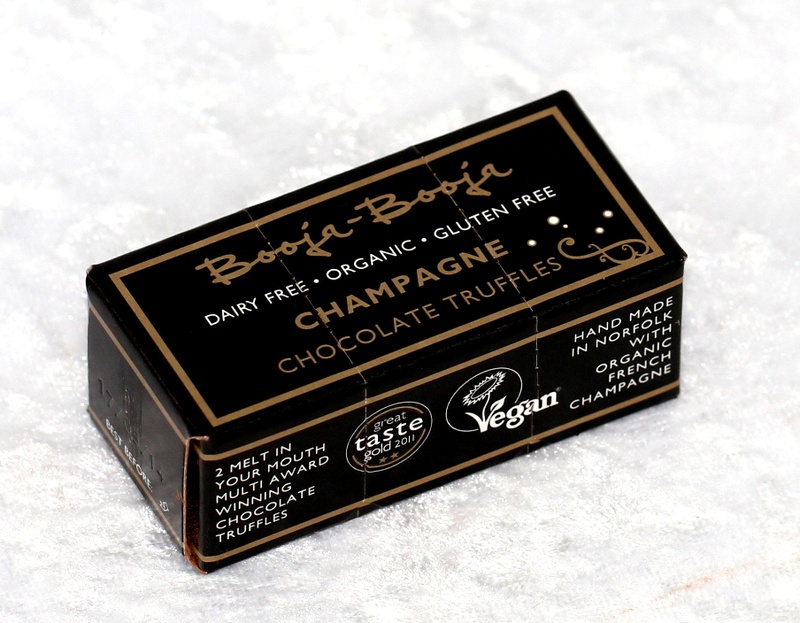 Booja-Booja
DAIRY FREE • ORGANIC • GLUTEN FREE
CHAMPAGNE
CHOCOLATE TRUFFLES
2 MELT IN
YOUR MOUTH
MULTI AWARD
WINNING
CHOCOLATE
TRUFFLES
great
taste
gold 2011
Vegan
HAND MADE
IN NORFOLK
WITH
ORGANIC
FRENCH
CHAMPAGNE
BEST BEFORE